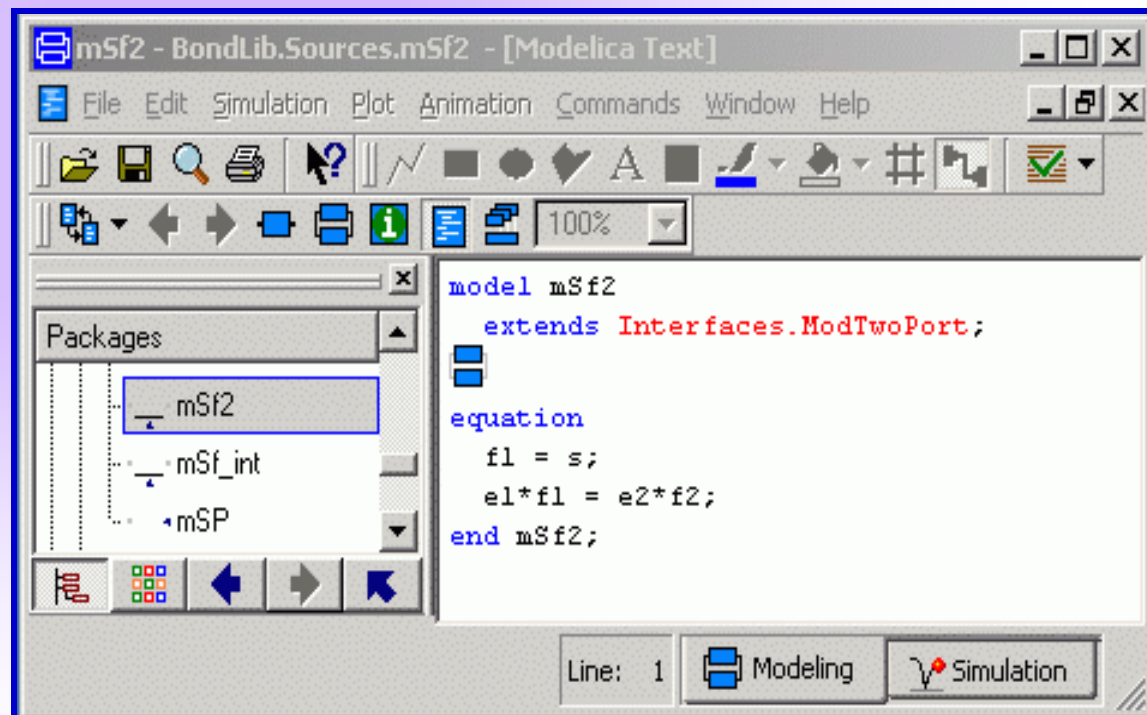 mSf2 - BondLib.Sources.mSf2 - [Modelica Text]
File Edit Simulation Plot Animation Commands Window Help
A
100%
Packages
mSf2
mSf_int
mSP
model mSf2
extends Interfaces.ModTwoPort;
equation
f1 = s;
e1*f1 = e2*f2;
end mSf2;
Line: 1 Modeling Simulation